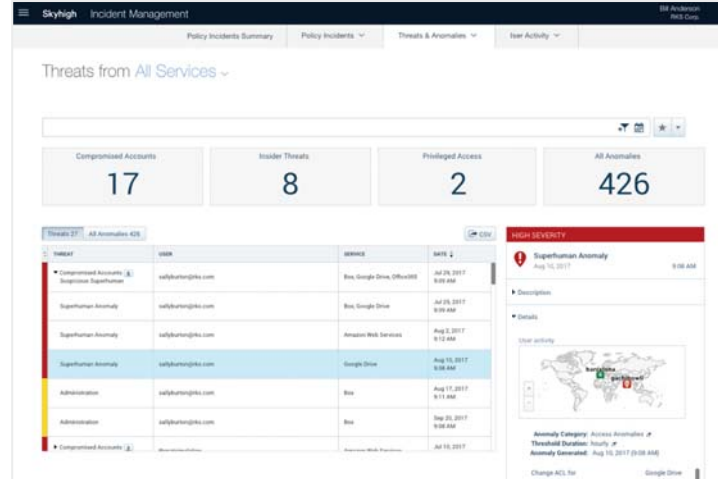 Skyhigh Incident Management
Bill Anderson
RKS Corp.
Policy Incidents Summary
Policy Incidents
Threats & Anomalies
User Activity
Threats from All Services
Compromised Accounts
17
Insider Threats
8
Privileged Access
2
All Anomalies
426
Threats 27
All Anomalies 426
CSV
THREAT USER SERVICE DATE
Compromised Accounts
Suspicious Superhuman
sallyburton@rks.com
Box, Google Drive, Office365
Jul 29, 2017
9:09 AM
Superhuman Anomaly
sallyburton@rks.com
Box, Google Drive
Jul 29, 2017
9:09 AM
Superhuman Anomaly
sallyburton@rks.com
Amazon Web Services
Aug 2, 2017
9:12 AM
Superhuman Anomaly
sallyburton@rks.com
Google Drive
Aug 10, 2017
9:08 AM
Administration
sallyburton@rks.com
Box
Aug 17, 2017
9:11 AM
Administration
sallyburton@rks.com
Box
Sep 20, 2017
9:08 AM
Compromised Accounts
Amazon Web Services
Jul 10, 2017
HIGH SEVERITY
Superhuman Anomaly
Aug 10, 2017
9:08 AM
Description
Details
User activity
barcelona
Anomaly Category: Access Anomalies
Threshold Duration: hourly
Anomaly Generated: Aug 10, 2017 (9:08 AM)
Change ACL for
Google Drive